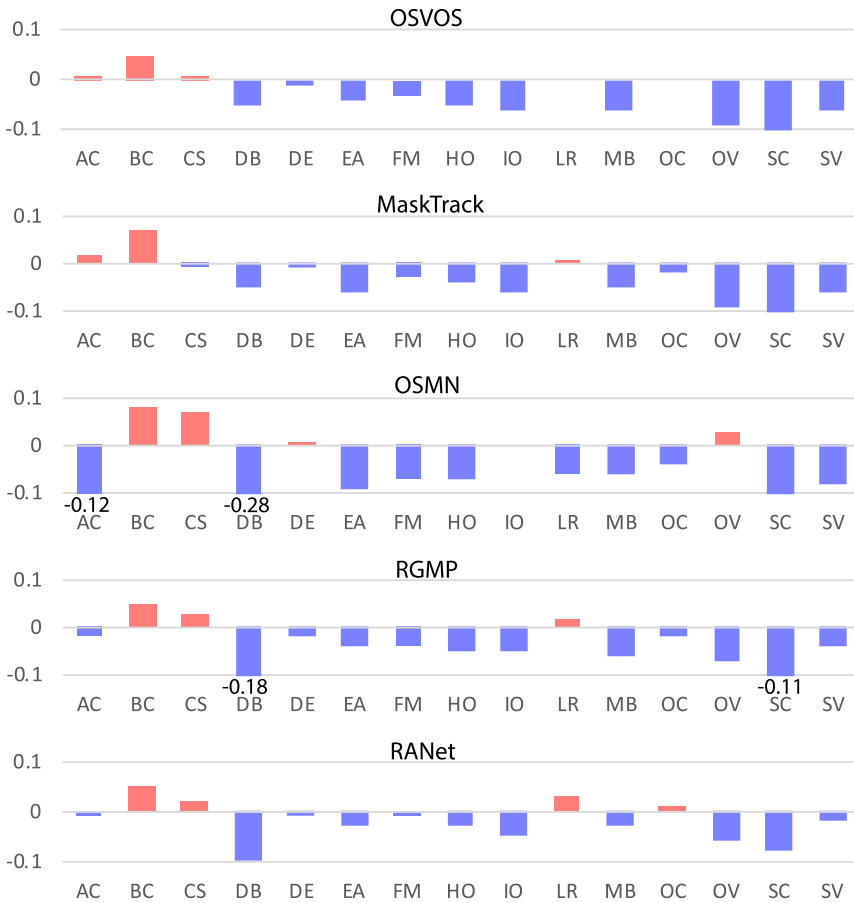 OSVOS
0.1
0
-0.1
AC BC CS DB DE EA FM HO IO LR MB OC OV SC SV
MaskTrack
0.1
0
-0.1
AC BC CS DB DE EA FM HO IO LR MB OC OV SC SV
OSMN
0.1
0
-0.1
-0.12 -0.28
AC BC CS DB DE EA FM HO IO LR MB OC OV SC SV
RGMP
0.1
0
-0.1
-0.18 -0.11
AC BC CS DB DE EA FM HO IO LR MB OC OV SC SV
RANet
0.1
0
-0.1
AC BC CS DB DE EA FM HO IO LR MB OC OV SC SV